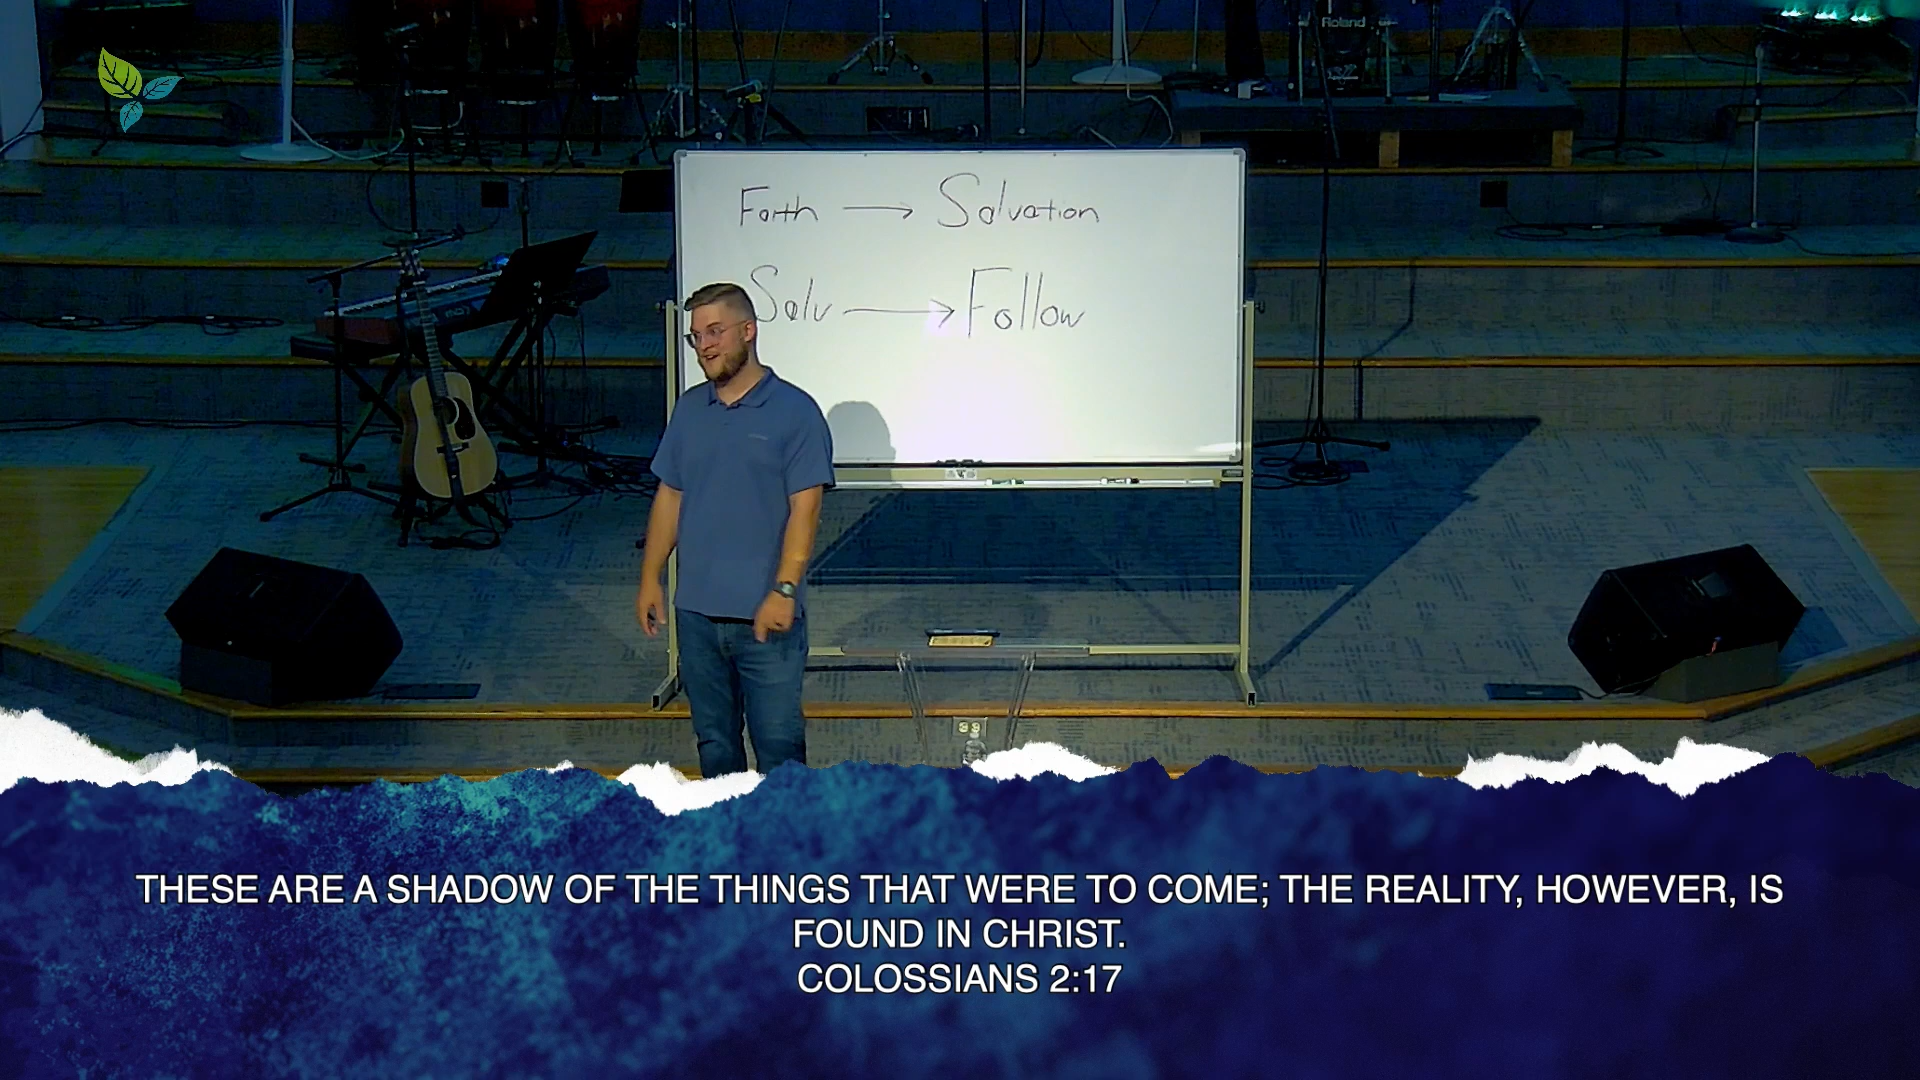 Roland
Faith → Salvation
Salv → Follow
THESE ARE A SHADOW OF THE THINGS THAT WERE TO COME; THE REALITY, HOWEVER, IS
FOUND IN CHRIST.
COLOSSIANS 2:17